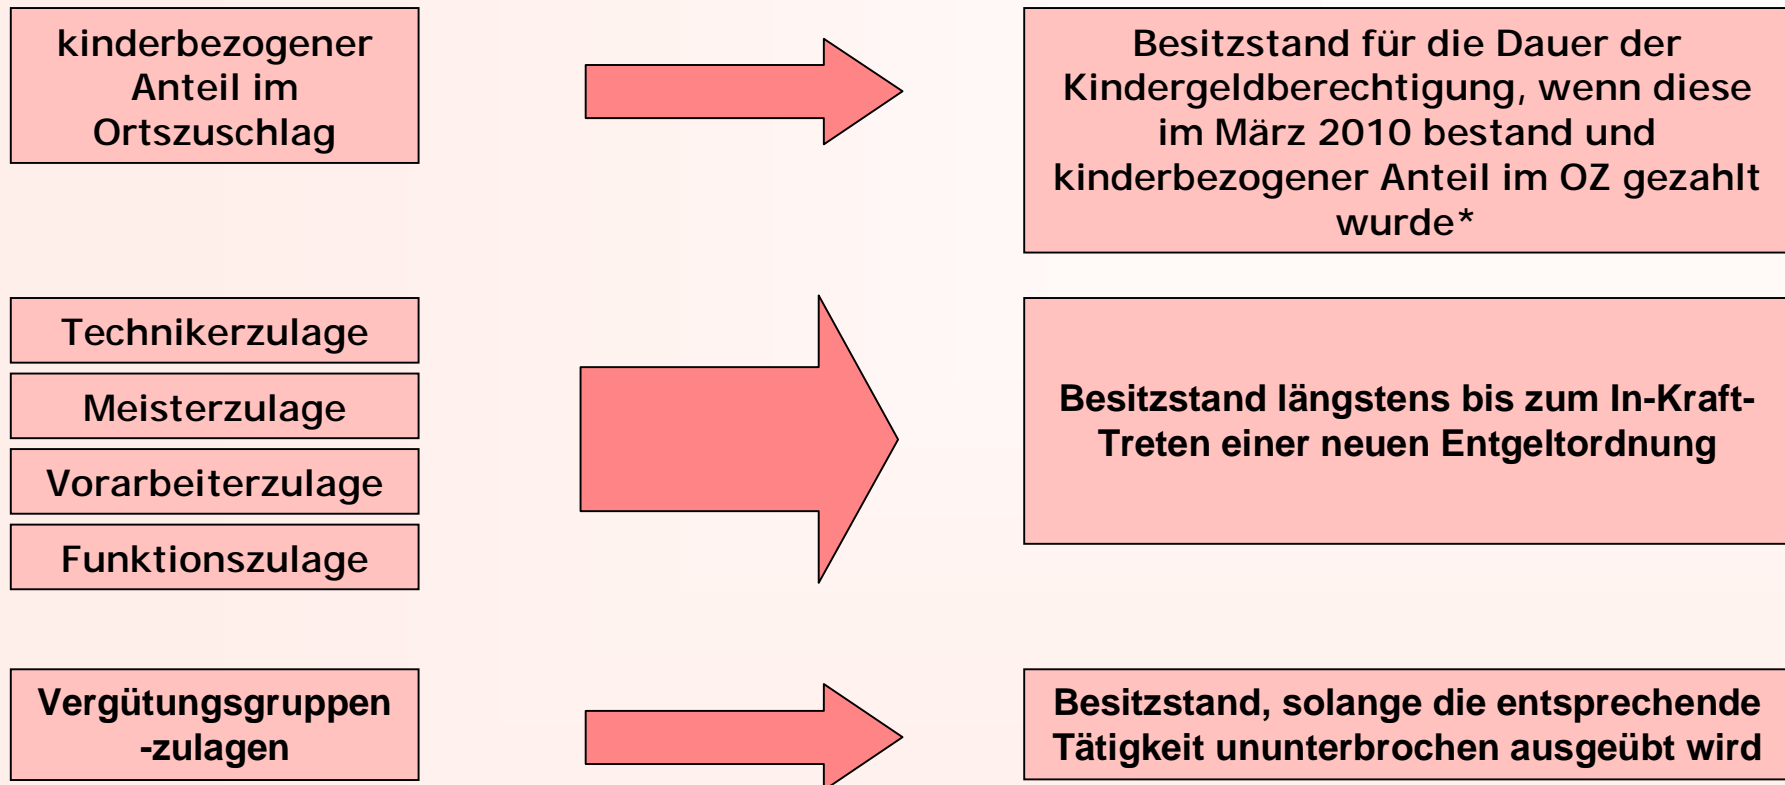 kinderbezogener
Anteil im
Ortszuschlag
Besitzstand für die Dauer der
Kindergeldberechtigung, wenn diese
im März 2010 bestand und
kinderbezogener Anteil im OZ gezahlt
wurde*
Technikerzulage
Meisterzulage
Vorarbeiterzulage
Funktionszulage
Besitzstand längstens bis zum In-Kraft-
Treten einer neuen Entgeltordnung
Vergütungsgruppen
-zulagen
Besitzstand, solange die entsprechende
Tätigkeit ununterbrochen ausgeübt wird